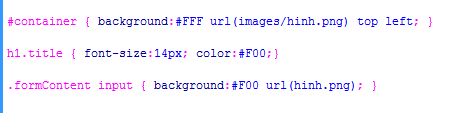 #container { background:#FFF url(images/hinh.png) top left; }
h1.title { font-size:14px; color:#F00;}
.formContent input { background:#F00 url(hinh.png); }